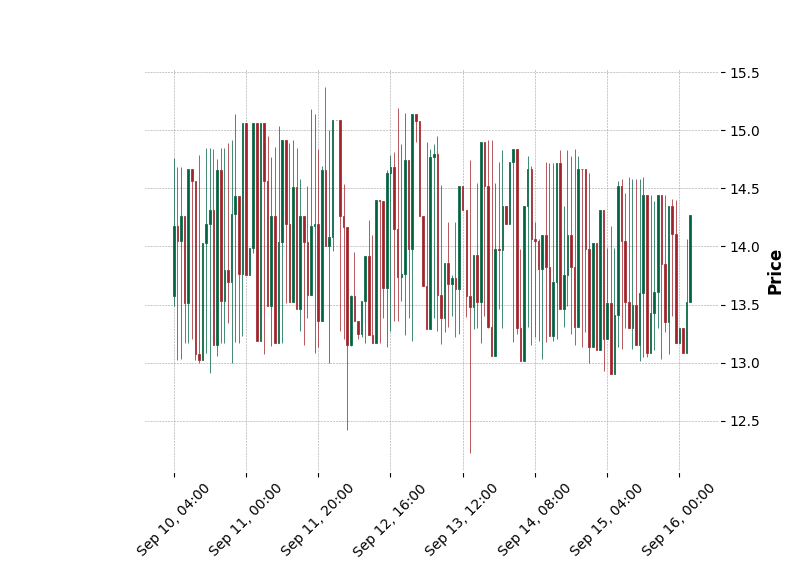 15.5
15.0
14.5
14.0
13.5
13.0
12.5
Price
Sep 10, 04:00
Sep 11, 00:00
Sep 11, 20:00
Sep 12, 16:00
Sep 13, 12:00
Sep 14, 08:00
Sep 15, 04:00
Sep 16, 00:00